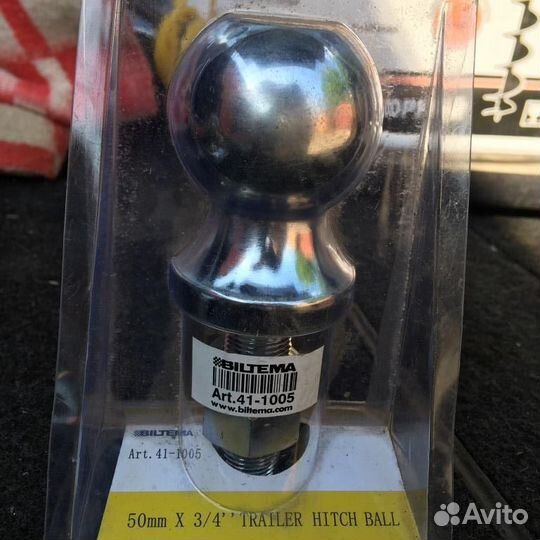 BILTEMA
Art.41-1005
www.biltema.com
BILTEMA
Art.41-1005
50mm X 3/4''TRAILER HITCH BALL
Avito